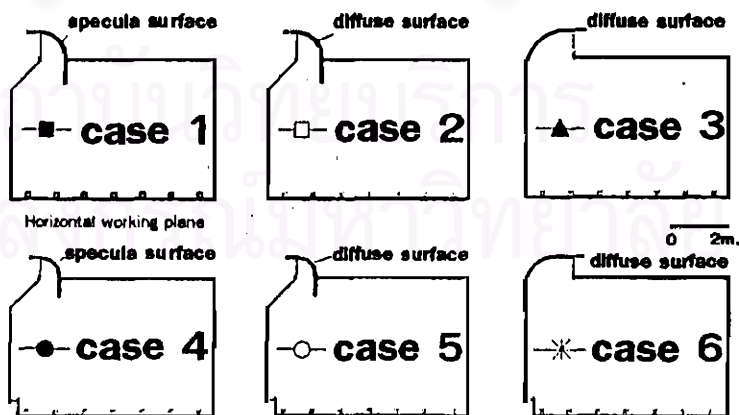 specula surface
diffuse surface
diffuse surface
case 1
case 2
case 3
Horizontal working plane
0 2m.
specula surface
diffuse surface
diffuse surface
case 4
case 5
case 6